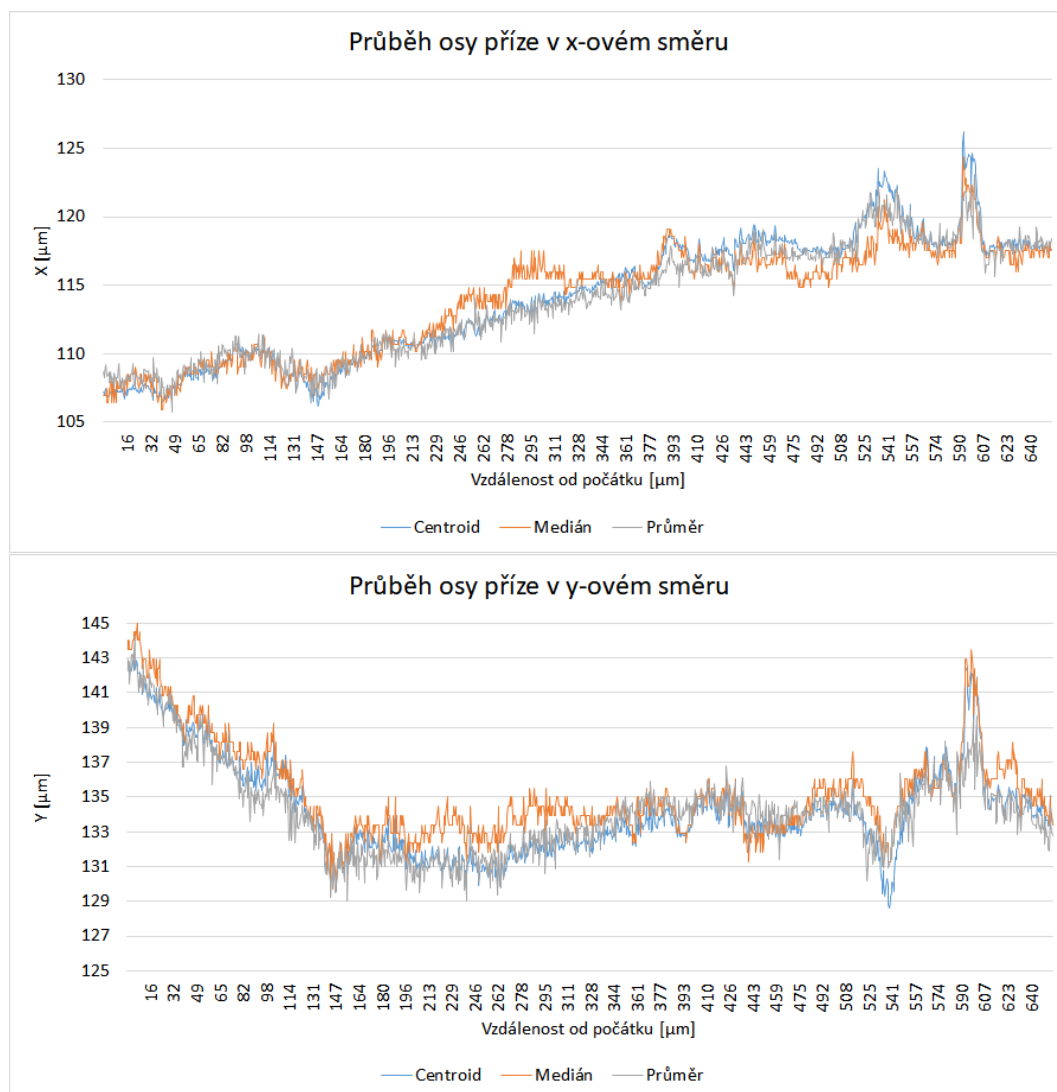 Průběh osy příze v x-ovém směru
130
125
120
115
110
105
X [µm]
16 32 49 65 82 98 114 131 147 164 180 196 213 229 246 262 278 295 311 328 344 361 377 393 410 426 443 459 475 492 508 525 541 557 574 590 607 623 640
Vzdálenost od počátku [µm]
Centroid Medián Průměr
Průběh osy příze v y-ovém směru
145
143
141
139
137
135
133
131
129
127
125
Y [µm]
16 32 49 65 82 98 114 131 147 164 180 196 213 229 246 262 278 295 311 328 344 361 377 393 410 426 443 459 475 492 508 525 541 557 574 590 607 623 640
Vzdálenost od počátku [µm]
Centroid Medián Průměr